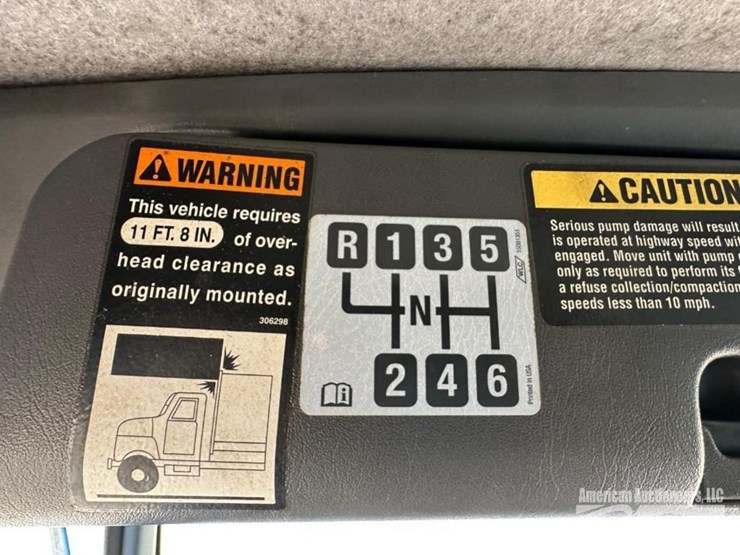 WARNING
This vehicle requires
11 FT. 8 IN. of over-
head clearance as
originally mounted.
306298
R 1 3 5
N
2 4 6
WLC
Printed in USA
CAUTION
Serious pump damage will result
is operated at highway speed
engaged. Move unit with pump
only as required to perform its
a refuse collection/compaction
speeds less than 10 mph.
American Auctioneers, LLC